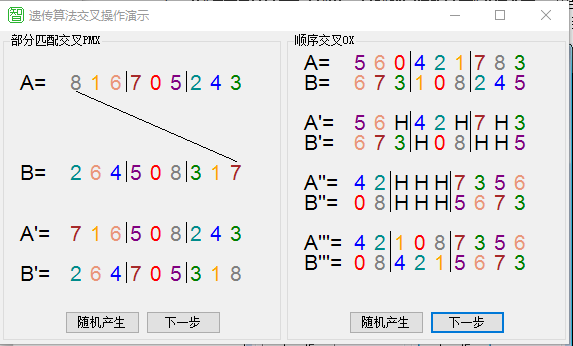 遗传算法交叉操作演示
部分匹配交叉PMX
A= 8 1 6|7 0 5|2 4 3
B= 2 6 4|5 0 8|3 1 7
A'= 7 1 6|5 0 8|2 4 3
B'= 2 6 4|7 0 5|3 1 8
随机产生 下一步
顺序交叉OX
A= 5 6 0|4 2 1|7 8 3
B= 6 7 3|1 0 8|2 4 5
A'= 5 6 H|4 2 H|7 H 3
B'= 6 7 3|H 0 8|H H 5
A''= 4 2|H H H|7 3 5 6
B''= 0 8|H H H|5 6 7 3
A'''= 4 2|1 0 8|7 3 5 6
B'''= 0 8|4 2 1|5 6 7 3
随机产生 下一步